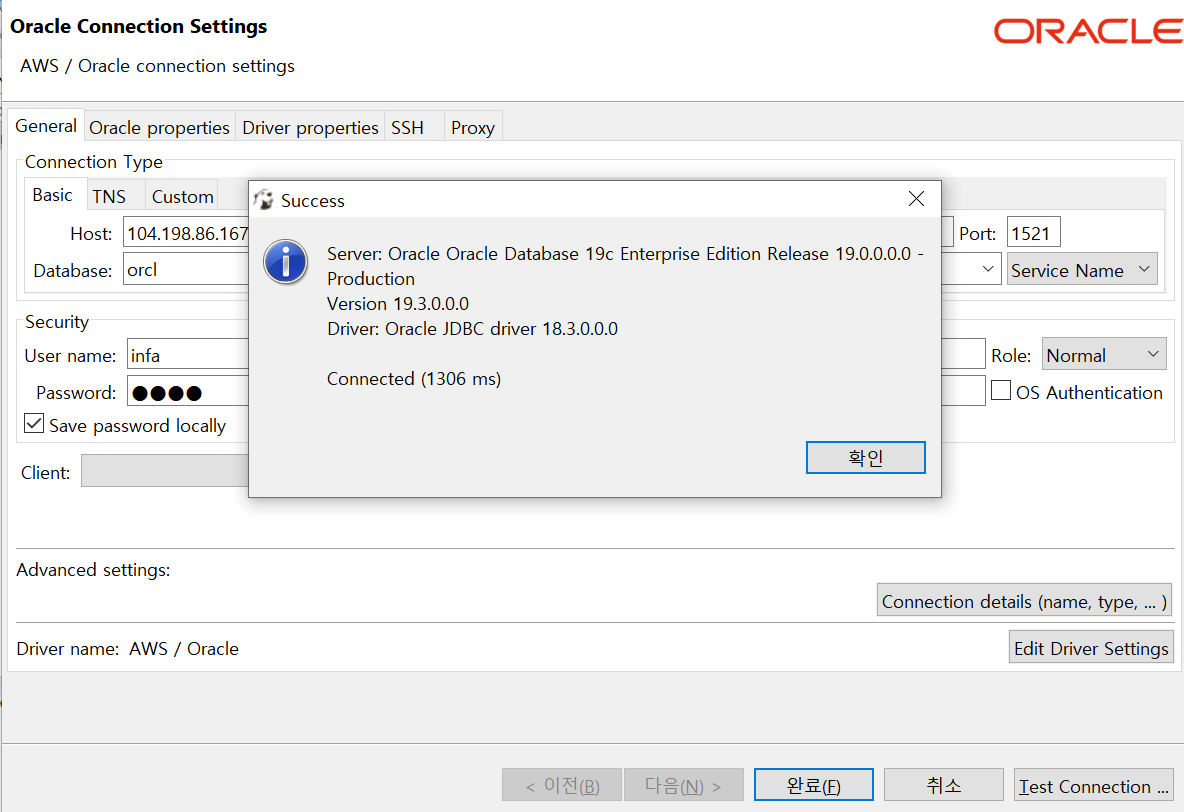 Oracle Connection Settings
ORACLE
AWS / Oracle connection settings
General Oracle properties Driver properties SSH Proxy
Connection Type
Basic TNS Custom
Host: 104.198.86.167 Port: 1521
Database: orcl Service Name
Security
User name: infa Role: Normal
Password: ●●●● OS Authentication
Save password locally
Client:
Success
Server: Oracle Oracle Database 19c Enterprise Edition Release 19.0.0.0.0 -
Production
Version 19.3.0.0.0
Driver: Oracle JDBC driver 18.3.0.0.0
Connected (1306 ms)
확인
Advanced settings:
Connection details (name, type, ... )
Driver name: AWS / Oracle
Edit Driver Settings
< 이전(B) 다음(N) > 완료(F) 취소 Test Connection ...